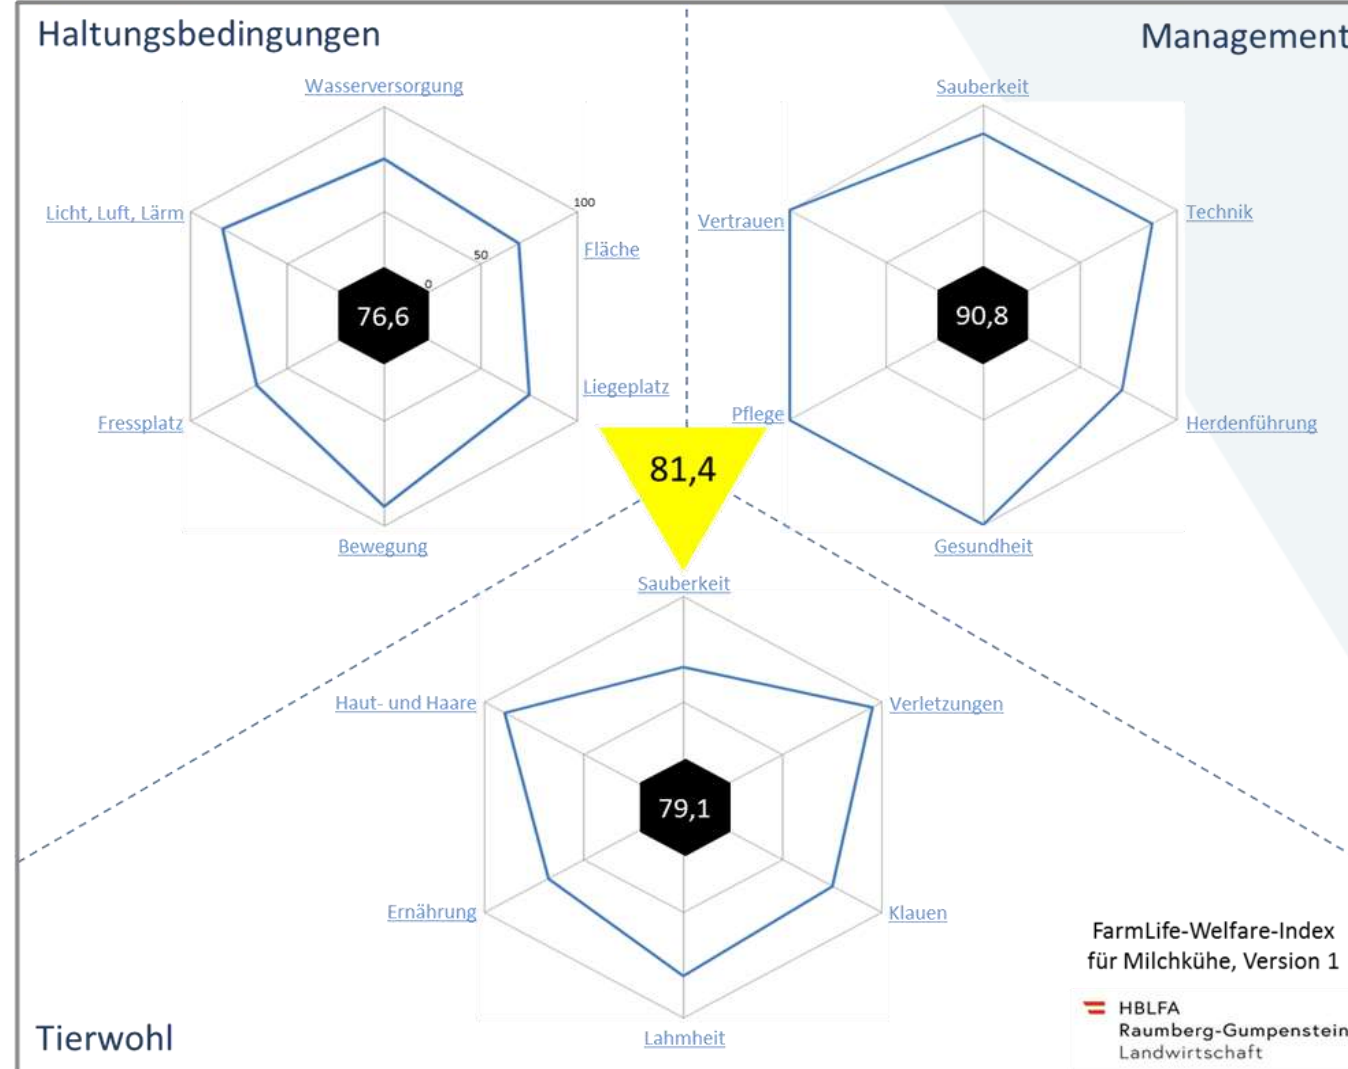 Haltungsbedingungen
Management
Wasserversorgung
Sauberkeit
Licht, Luft, Lärm
100
Fläche
50
0
76,6
Liegeplatz
Fressplatz
Bewegung
Vertrauen
Technik
90,8
Pflege
Herdenführung
Gesundheit
81,4
Sauberkeit
Haut- und Haare
Verletzungen
79,1
Ernährung
Klauen
Lahmheit
Tierwohl
FarmLife-Welfare-Index
für Milchkühe, Version 1
HBLFA
Raumberg-Gumpenstein
Landwirtschaft